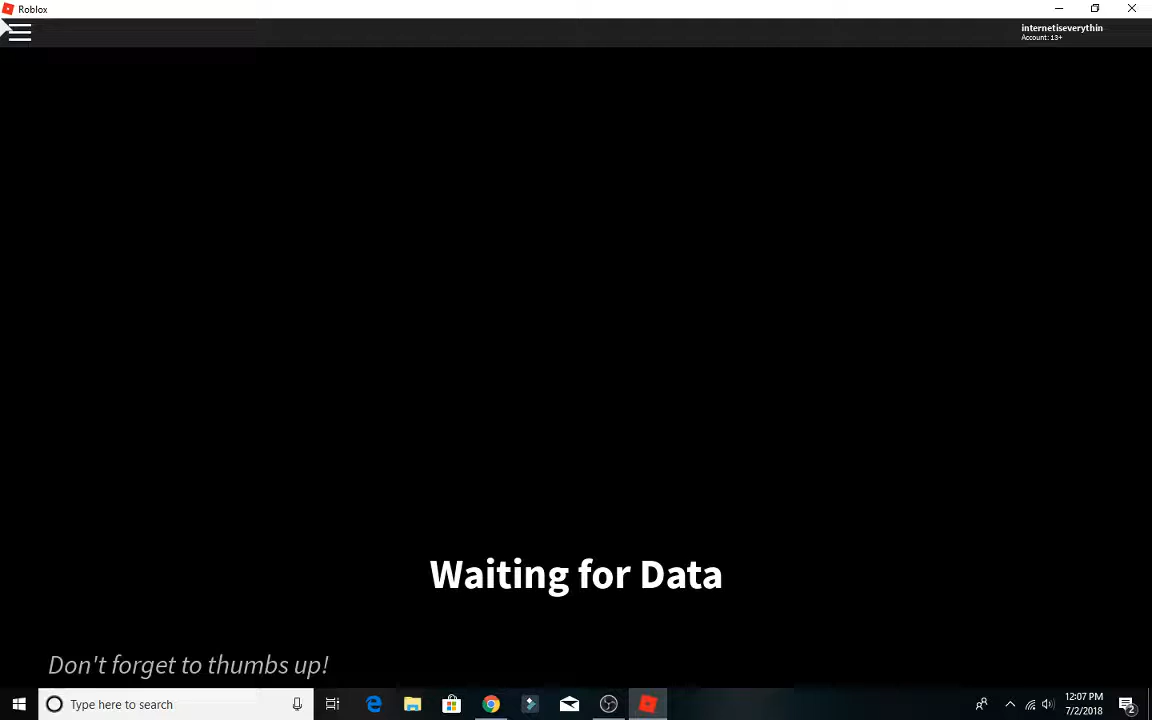 Roblox
internetiseverythin
Account: 13+
Waiting for Data
Don't forget to thumbs up!
Type here to search
12:07 PM
7/2/2018
2